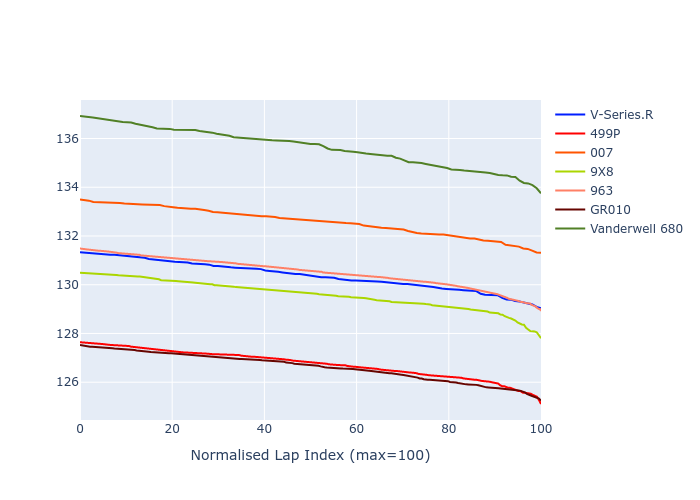 136
134
132
130
128
126
0 20 40 60 80 100
Normalised Lap Index (max=100)
V-Series.R
499P
007
9X8
963
GR010
Vanderwell 680